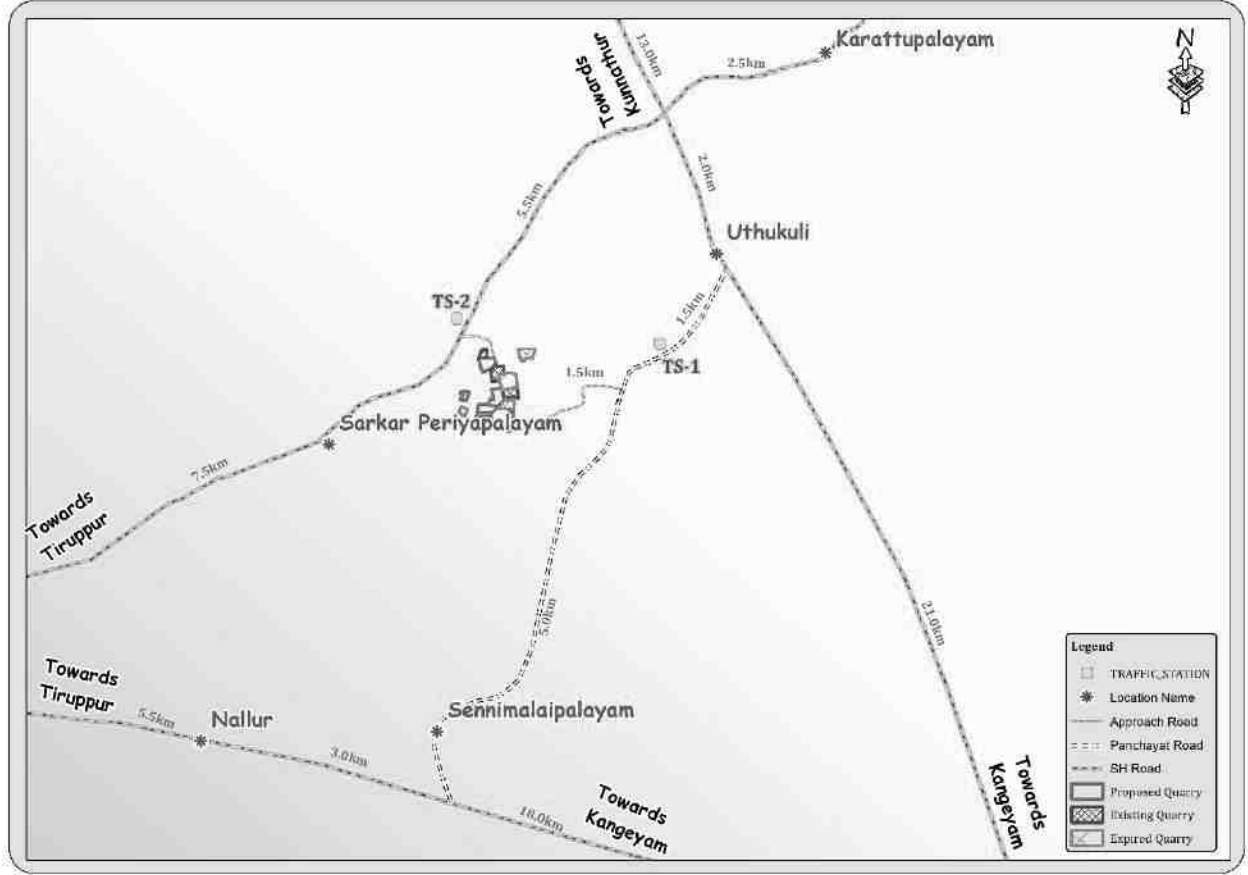 Karattupalayam
N
13.0km
2.5km
Towards
Kunnathur
2.0km
5.5km
Uthukuli
TS-2
1.5km
TS-1
1.5km
Sarkar Periyapalayam
7.5km
Towards
Tiruppur
5.0km
21.0km
Towards
Tiruppur
5.5km
Nallur
Sennimalaipalayam
3.0km
18.0km
Towards
Kangeyam
Towards
Kangeyam
Legend
TRAFFIC_STATION
Location Name
Approach Road
Panchayat Road
SH Road
Proposed Quarry
Existing Quarry
Expired Quarry